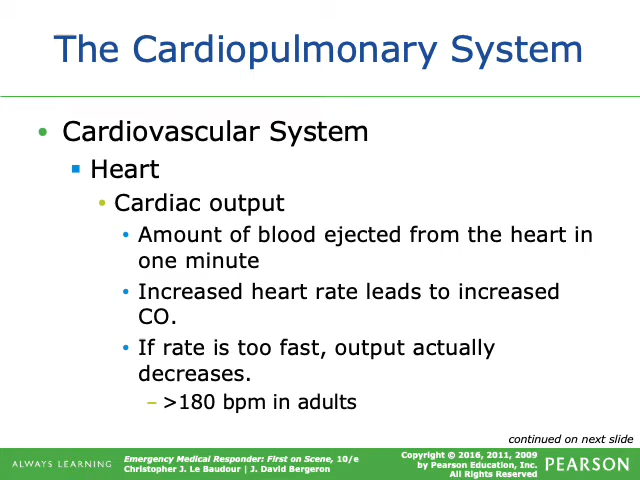 The Cardiopulmonary System
• Cardiovascular System
▪ Heart
• Cardiac output
• Amount of blood ejected from the heart in
one minute
• Increased heart rate leads to increased
CO.
• If rate is too fast, output actually
decreases.
– >180 bpm in adults
continued on next slide
ALWAYS LEARNING
Emergency Medical Responder: First on Scene, 10/e
Christopher J. Le Baudour | J. David Bergeron
Copyright © 2016, 2011, 2009
by Pearson Education, Inc.
All Rights Reserved
PEARSON